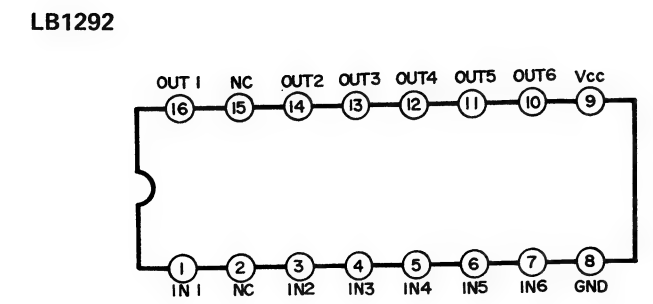 LB1292
OUT 1 NC OUT2 OUT3 OUT4 OUT5 OUT6 Vcc
16 15 14 13 12 11 10 9
1 2 3 4 5 6 7 8
IN 1 NC IN2 IN3 IN4 IN5 IN6 GND